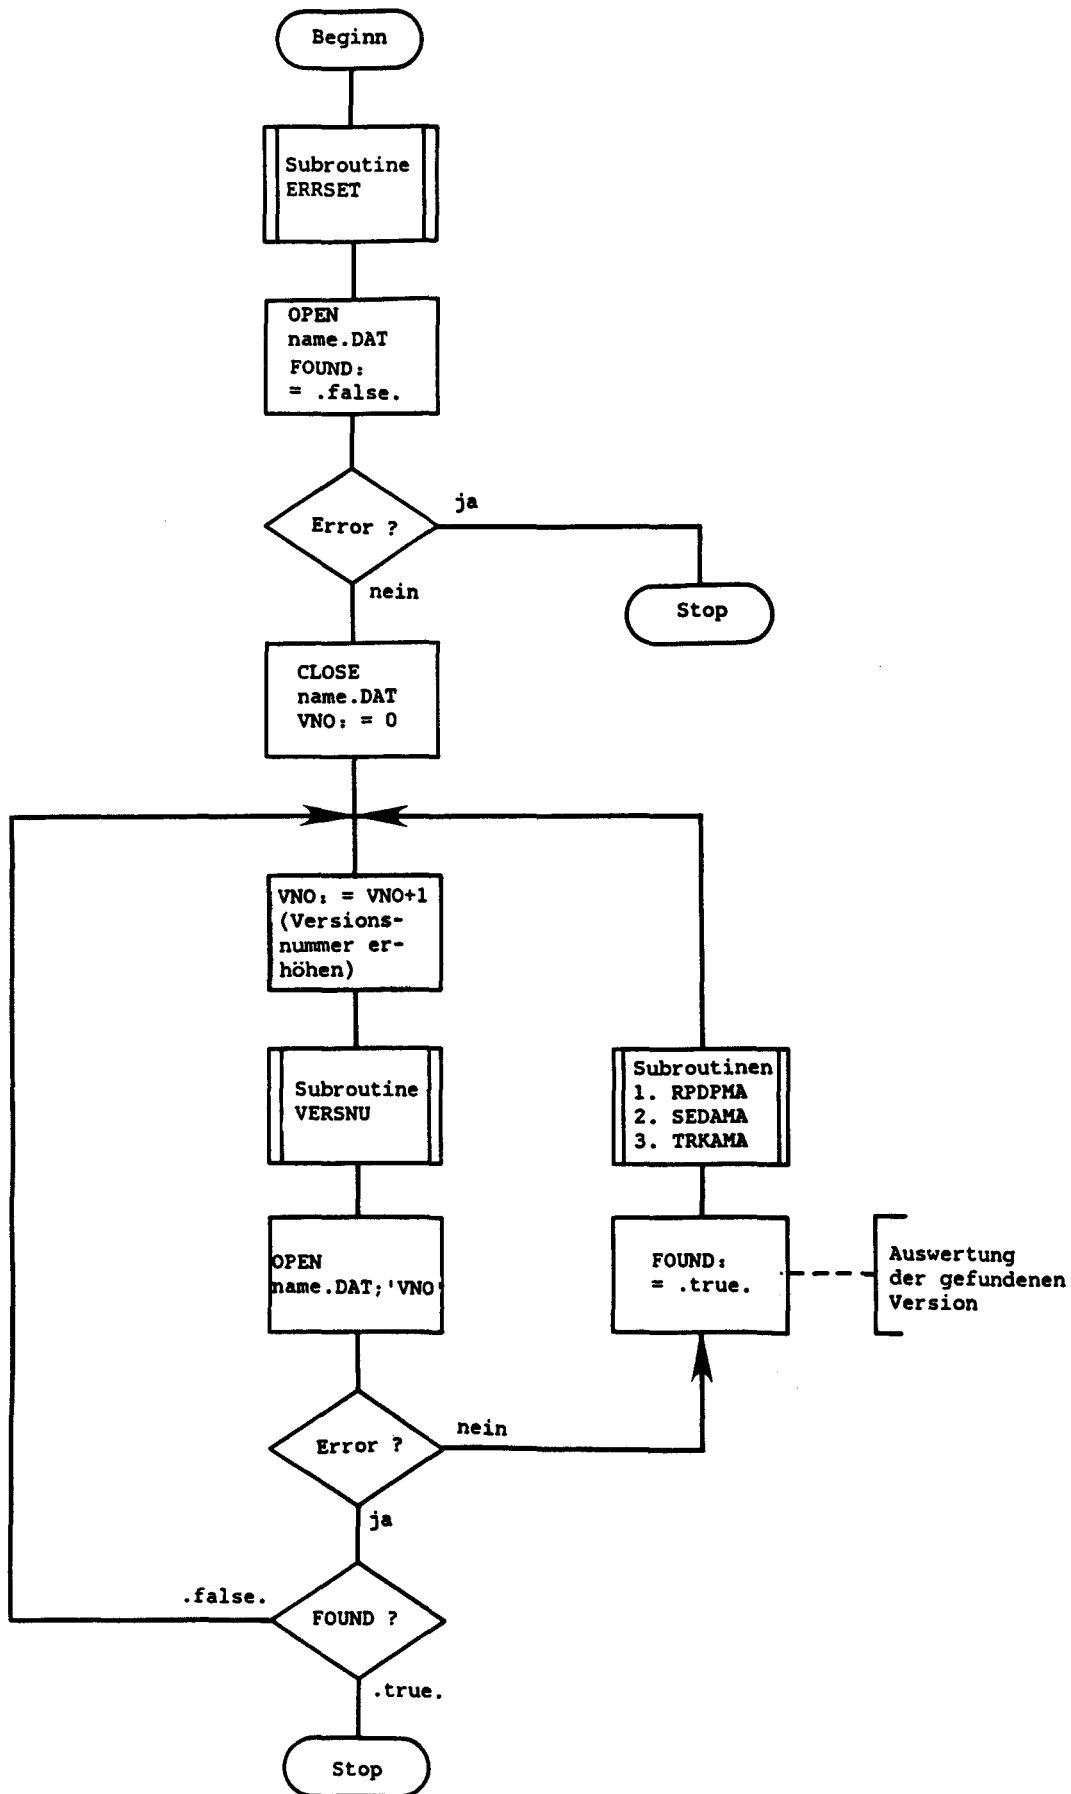 Beginn
Subroutine
ERRSET
OPEN
name.DAT
FOUND:
= .false.
Error ?
ja
nein
Stop
CLOSE
name.DAT
VNO: = 0
VNO: = VNO+1
(Versions-
nummer er-
höhen)
Subroutine
VERSNU
Subroutinen
1. RPDPMA
2. SEDAMA
3. TRKAMA
OPEN
name.DAT;'VNO'
FOUND:
= .true.
Auswertung
der gefundenen
Version
Error ?
nein
ja
.false.
FOUND ?
.true.
Stop